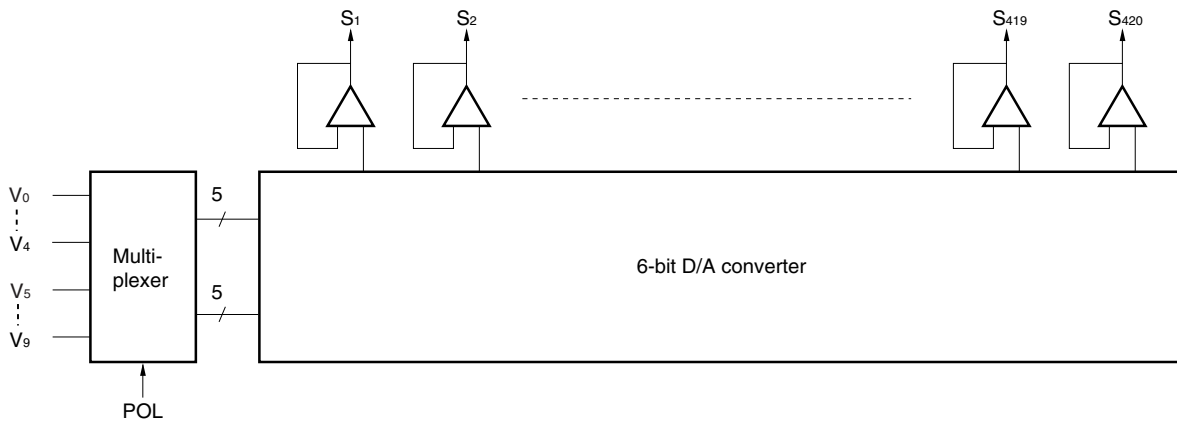 S1 S2 S419 S420
V0
V4
V5
V9
Multi-
plexer
5
5
6-bit D/A converter
POL